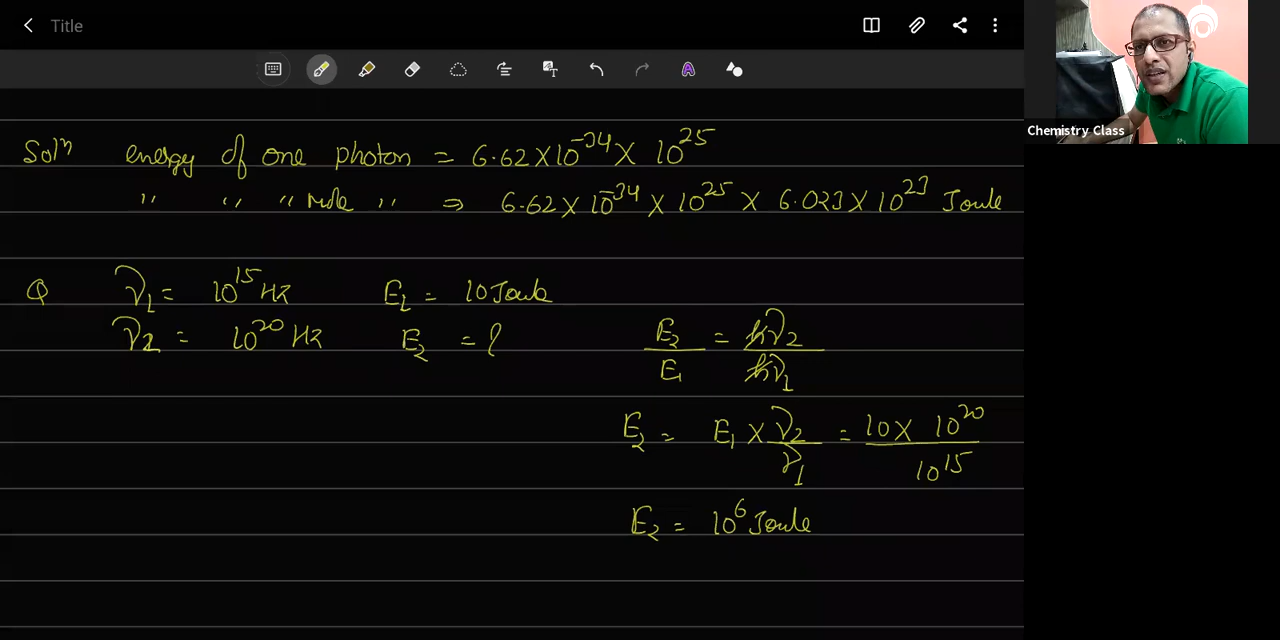 Title
Chemistry Class
Solⁿ energy of one photon = 6.62 X 10⁻³⁴ X 10²⁵
" " " mole " ⇒ 6.62 X 10⁻³⁴ X 10²⁵ X 6.023 X 10²³ Joule
Q ν₁ = 10¹⁵ Hz E₁ = 10 Joule
ν₂ = 10²⁰ Hz E₂ = ?
E₂/E₁ = hν₂/hν₁
E₂ = E₁ X ν₂/ν₁ = 10 X 10²⁰/10¹⁵
E₂ = 10⁶ Joule